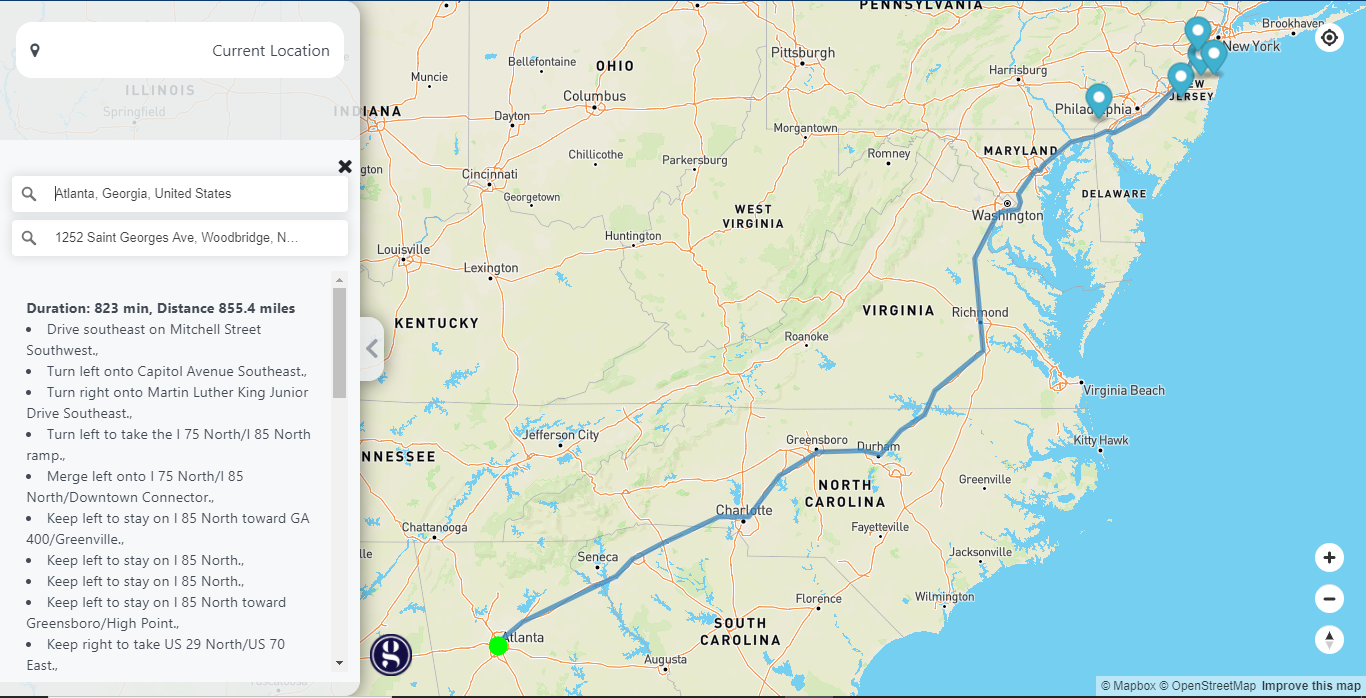 Current Location
ILLINOIS
Springfield
Atlanta, Georgia, United States
1252 Saint Georges Ave, Woodbridge, N...
Duration: 823 min, Distance 855.4 miles
• Drive southeast on Mitchell Street
Southwest.,
• Turn left onto Capitol Avenue Southeast.,
• Turn right onto Martin Luther King Junior
Drive Southeast.,
• Turn left to take the I 75 North/I 85 North
ramp.,
• Merge left onto I 75 North/I 85
North/Downtown Connector.,
• Keep left to stay on I 85 North toward GA
400/Greenville.,
• Keep left to stay on I 85 North.,
• Keep left to stay on I 85 North.,
• Keep left to stay on I 85 North toward
Greensboro/High Point.,
• Keep right to take US 29 North/US 70
East.,
Tuscaloosa
PENNSYLVANIA
Brookhaven
New York
Pittsburgh
Bellefontaine
OHIO
Harrisburg
Muncie
Columbus
NEW
JERSEY
INDIANA
Philadelphia
Dayton
Morgantown
Chillicothe
Parkersburg
Romney
MARYLAND
Cincinnati
Georgetown
DELAWARE
WEST
VIRGINIA
Washington
Huntington
Louisville
Lexington
KENTUCKY
VIRGINIA
Richmond
Roanoke
Virginia Beach
Jefferson City
Greensboro
Durham
Kitty Hawk
NNESSEE
NORTH
CAROLINA
Greenville
Charlotte
Chattanooga
Fayetteville
Seneca
Jacksonville
Florence
Wilmington
SOUTH
CAROLINA
Atlanta
Augusta
© Mapbox © OpenStreetMap Improve this map